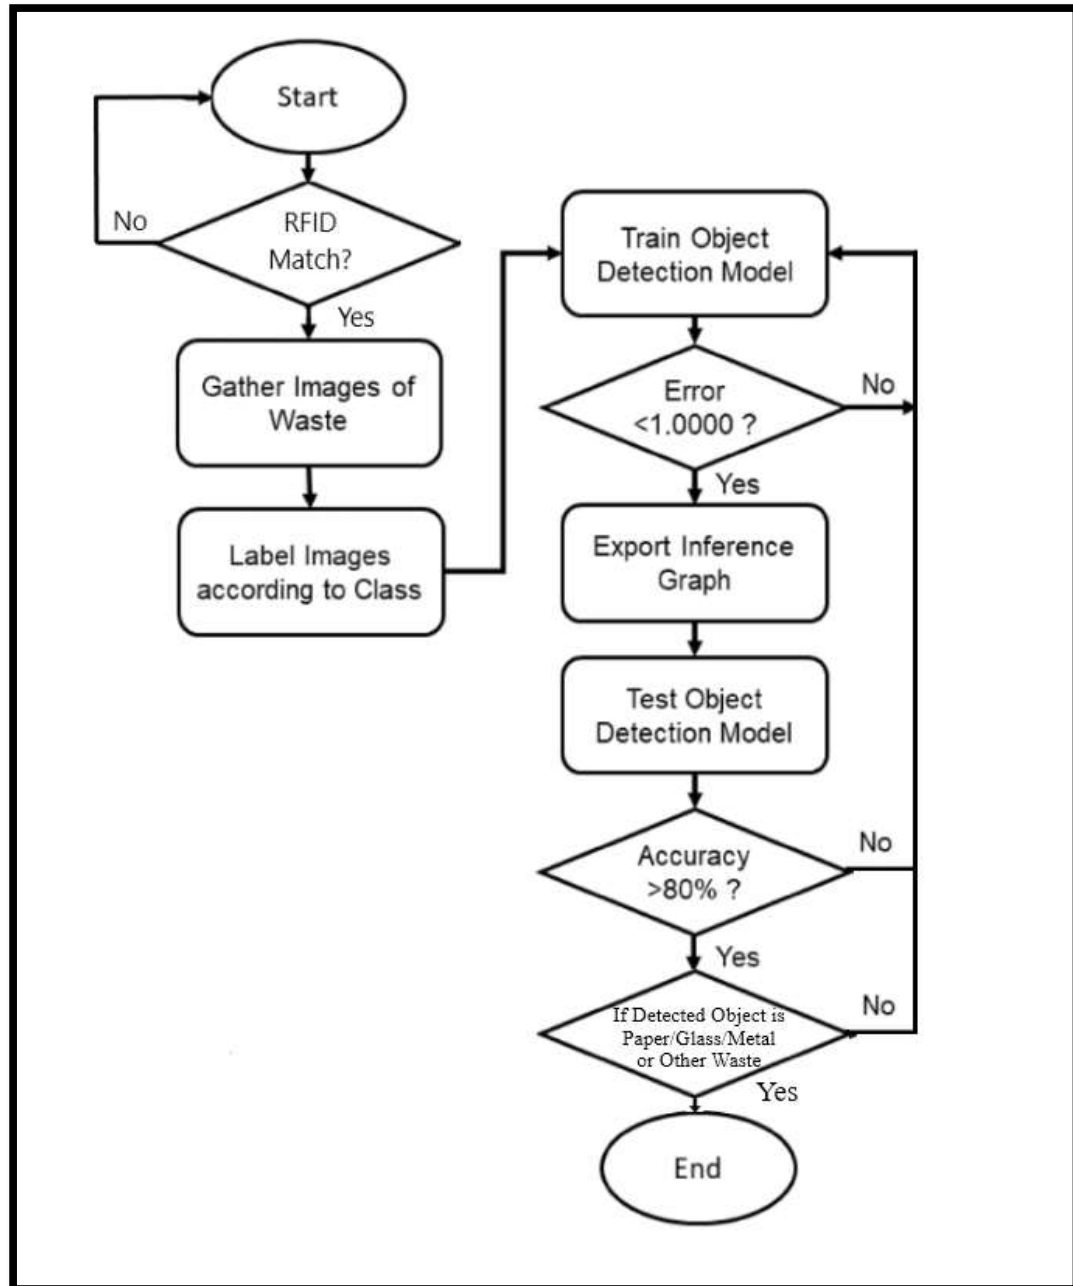 Start
RFID
Match?
No
Yes
Gather Images of
Waste
Label Images
according to Class
Train Object
Detection Model
Error
<1.0000 ?
No
Yes
Export Inference
Graph
Test Object
Detection Model
Accuracy
>80% ?
No
Yes
If Detected Object is
Paper/Glass/Metal
or Other Waste
No
Yes
End